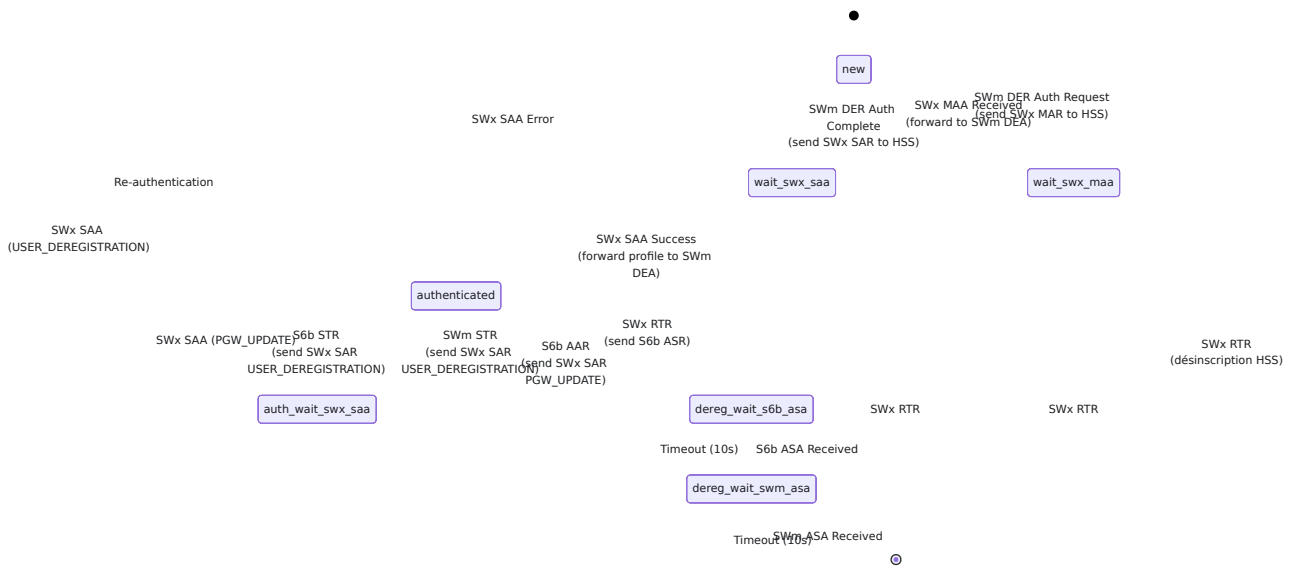 new
SWm DER Auth Request
(send SWx MAR to HSS)
SWx MAA Received
(forward to SWm DEA)
SWm DER Auth
Complete
(send SWx SAR to HSS)
SWx SAA Error
Re-authentication
wait_swx_saa
wait_swx_maa
SWx SAA
(USER_DEREGISTRATION)
SWx SAA Success
(forward profile to SWm
DEA)
authenticated
SWx SAA (PGW_UPDATE)
S6b STR
(send SWx SAR
USER_DEREGISTRATION)
SWm STR
(send SWx SAR
USER_DEREGISTRATION)
S6b AAR
(send SWx SAR
PGW_UPDATE)
SWx RTR
(send S6b ASR)
SWx RTR
(désinscription HSS)
auth_wait_swx_saa
dereg_wait_s6b_asa
SWx RTR
SWx RTR
Timeout (10s)
S6b ASA Received
dereg_wait_swm_asa
SWm ASA Received
Timeout (10s)